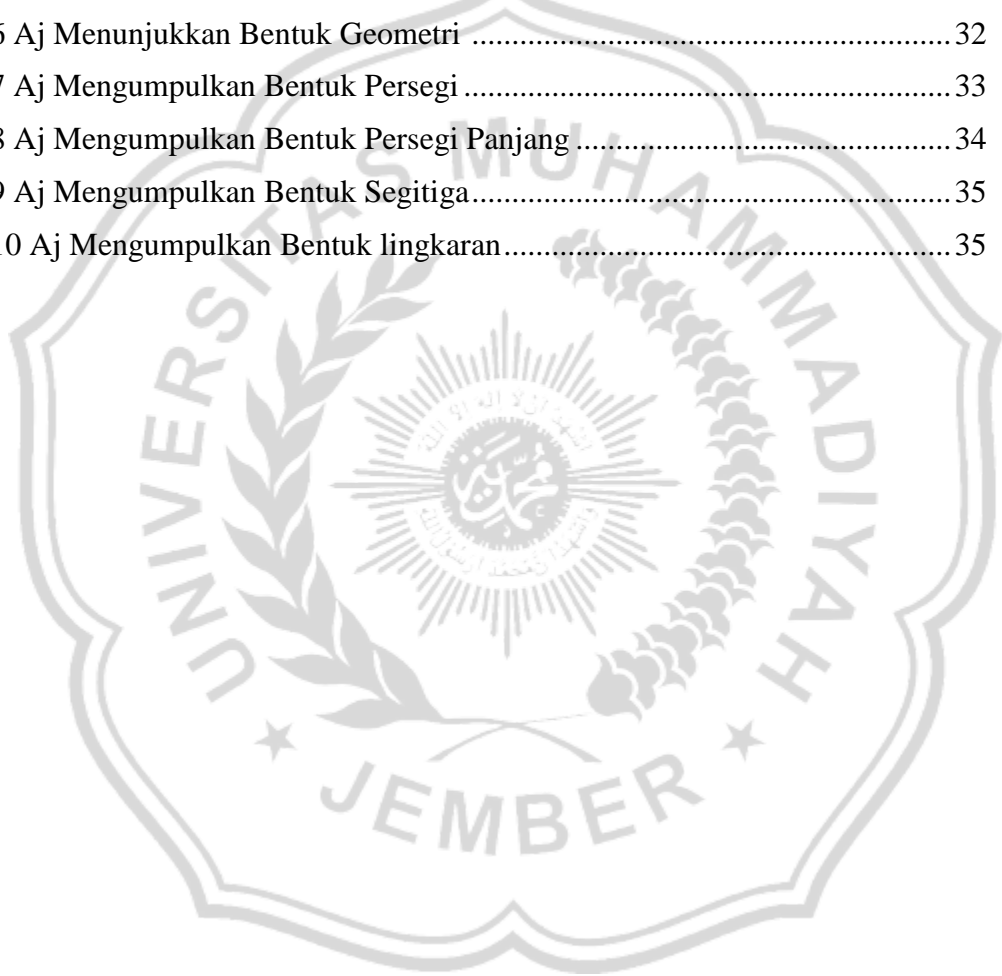 6 Aj Menunjukkan Bentuk Geometri ............................................................ 32
7 Aj Mengumpulkan Bentuk Persegi ............................................................. 33
8 Aj Mengumpulkan Bentuk Persegi Panjang ............................................... 34
9 Aj Mengumpulkan Bentuk Segitiga ............................................................ 35
10 Aj Mengumpulkan Bentuk lingkaran ........................................................ 35
UNIVERSITAS MUHAMMADIYAH
JEMBER